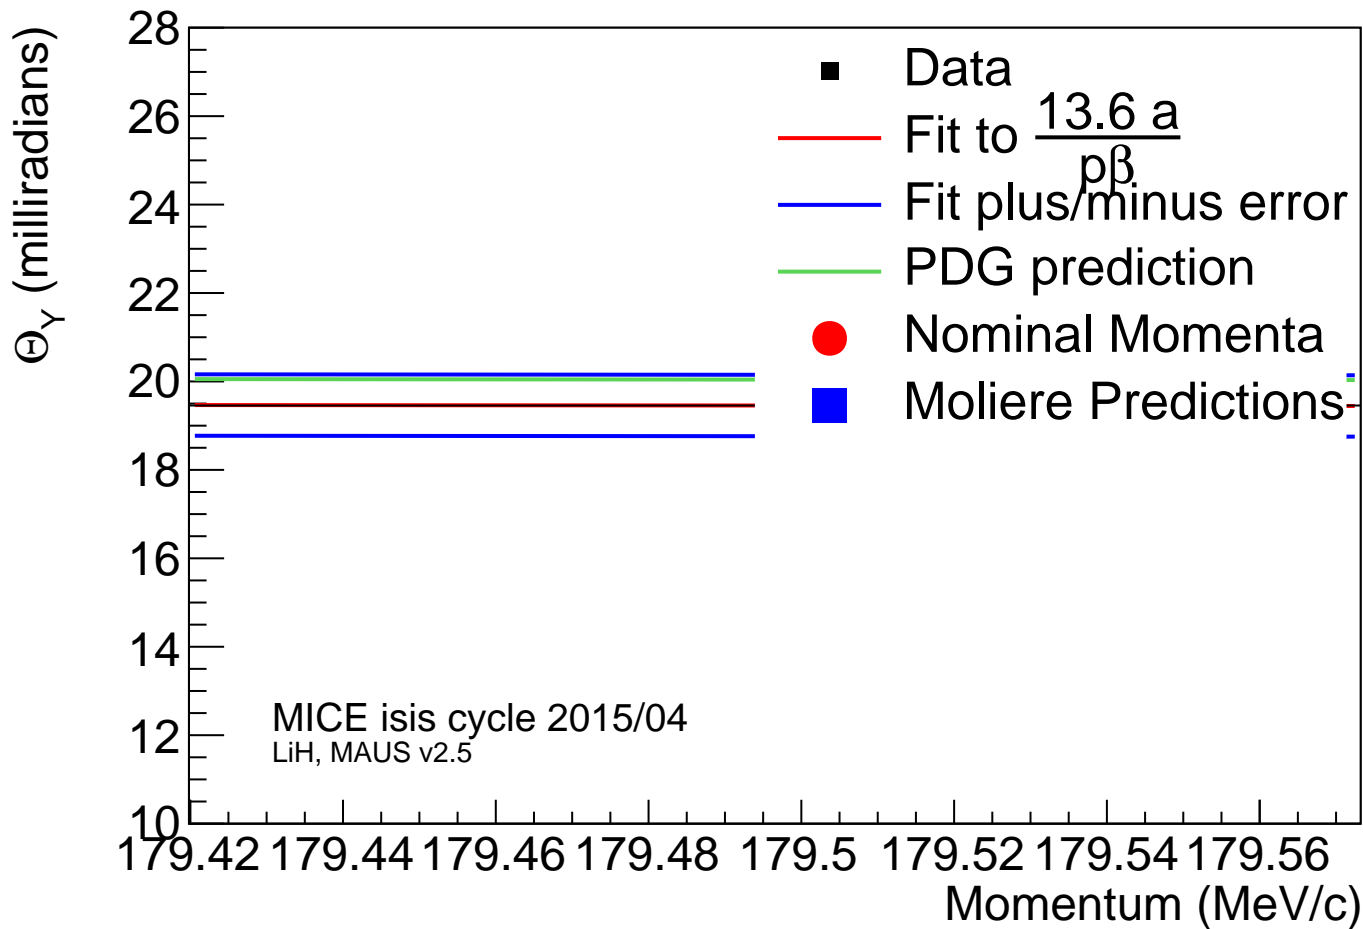 28
26
24
22
20
18
16
14
12
10
Θ_Y (milliradians)
Data
Fit to 13.6 a
pβ
Fit plus/minus error
PDG prediction
Nominal Momenta
Moliere Predictions
MICE isis cycle 2015/04
LiH, MAUS v2.5
179.42 179.44 179.46 179.48 179.5 179.52 179.54 179.56
Momentum (MeV/c)